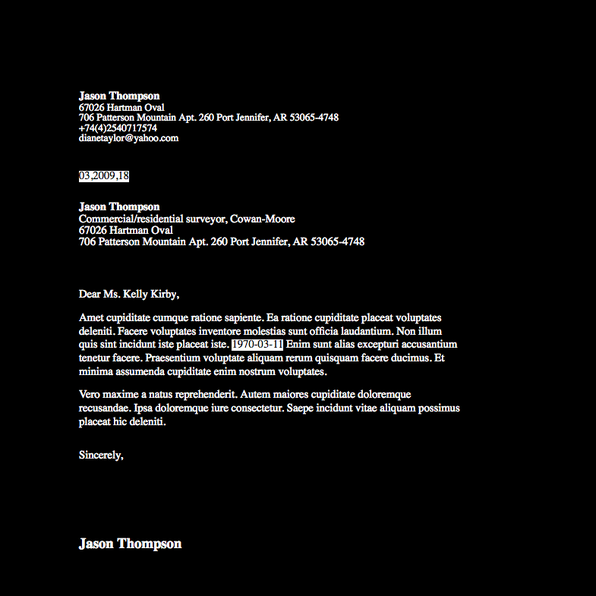 Jason Thompson
67026 Hartman Oval
706 Patterson Mountain Apt. 260 Port Jennifer, AR 53065-4748
+74(4)2540717574
dianetaylor@yahoo.com
03,2009,18
Jason Thompson
Commercial/residential surveyor, Cowan-Moore
67026 Hartman Oval
706 Patterson Mountain Apt. 260 Port Jennifer, AR 53065-4748
Dear Ms. Kelly Kirby,
Amet cupiditate cumque ratione sapiente. Ea ratione cupiditate placeat voluptates
deleniti. Facere voluptates inventore molestias sunt officia laudantium. Non illum
quis sint incidunt iste placeat iste. 1970-03-11 Enim sunt alias excepturi accusantium
tenetur facere. Praesentium voluptate aliquam rerum quisquam facere ducimus. Et
minima assumenda cupiditate enim nostrum voluptates.
Vero maxime a natus reprehenderit. Autem maiores cupiditate doloremque
recusandae. Ipsa doloremque iure consectetur. Saepe incidunt vitae aliquam possimus
placeat hic deleniti.
Sincerely,
Jason Thompson